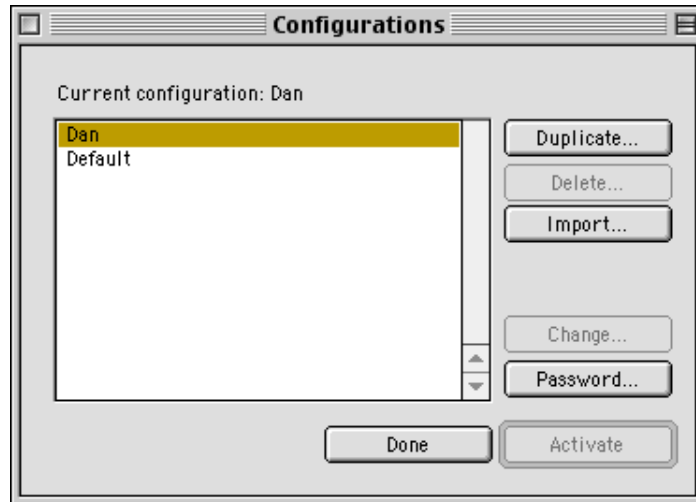 Configurations
Current configuration: Dan
Dan
Default
Duplicate...
Delete...
Import...
Change...
Password...
Done
Activate